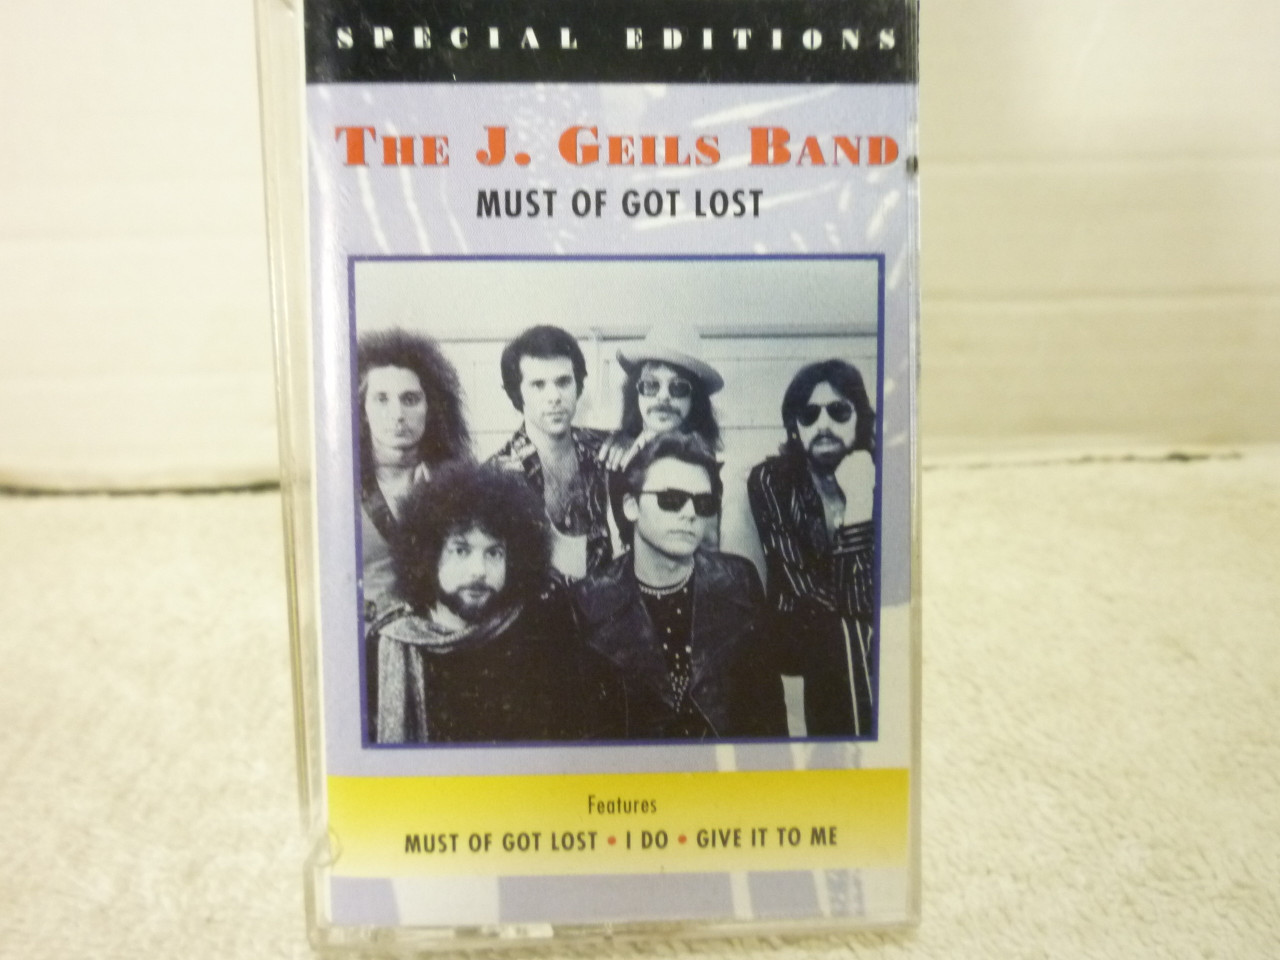 SPECIAL EDITIONS
THE J. GEILS BAND
MUST OF GOT LOST
Features
MUST OF GOT LOST • I DO • GIVE IT TO ME